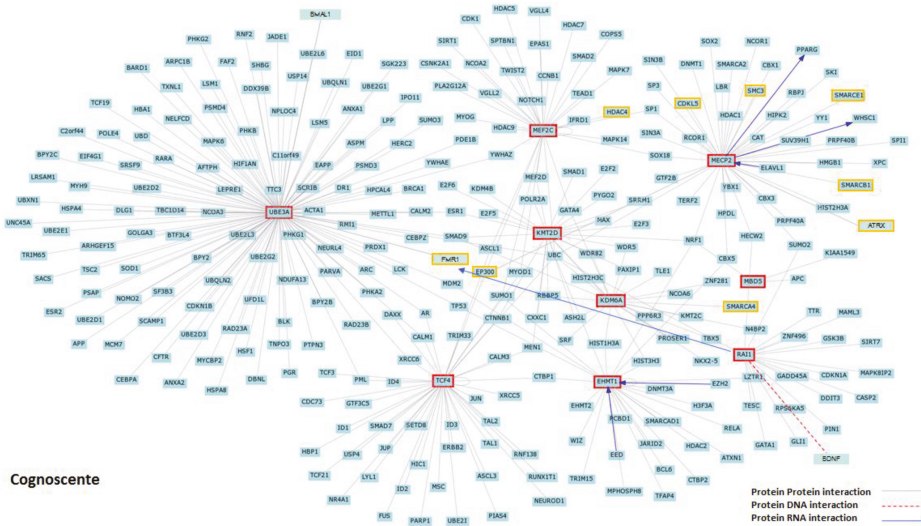 BMAL1
HDAC5 VGLL4
CDK1 HDAC7
RNF2 JADE1
SOX2 NCOR1
PHKG2 UBE2L6 SIRT1 SPTBN1 EPAS1 COPS5 PPARG
ARPC1B FAF2 SHBG EID1 SIN3B DNMT1 SMARCA2 CBX1
BARD1 SGK223 CSNK2A1 NCOA2 SMAD2
TXNL1 LSM1 USP14 TWIST2 CCNB1 MAPK7 SKI
DDX39B UBQLN1 UBE2G1 PLA2G12A SP3 LBR SMC3 RBP3
TCF19 PSMD4 IPO11 VGLL2 TEAD1 CDKL5 SMARCE1
HBA1 NFLOC4 ANXA1 NOTCH1 SP1 HDAC1 HIPK2
NELFCD LPP SUMO3 MYOG HDAC4 YY1 WHSC1
C2orf44 POLE4 UBD PHKB LSM5 HDAC9 MEF2C IFRD1 RCOR1 CAT
MAPK6 ASPM HERC2 PDE1B MAPK14 SIN3A SUV39H1 PRPF40B SPI1
BPY2C EIF4G1 SRSF9 RARA C11orf49 PSMD3 YWHAE YWHAZ SOX18 MECP2 HMGB1 XPC
LRSAM1 AFTPH HIF1AN EAPP MEF2D SMAD1 E2F2 ELAVL1
MYH9 UBE2D2 LEPRE1 TTC3 SCRIB DR1 HPCAL4 BRCA1 E2F6 KDM4B GTF2B YBX1 SMARCB1
UBXN1 HSPA4 DLG1 TBC1D14 NCOA3 UBE3A ACTA1 CALM2 ESR1 E2F5 POLR2A PYGO2 SRRM1 TERF2 CBX3 HIST2H3A
UNC45A UBE2E1 GOLGA3 BTF3L4 UBE2L3 RMI1 METTL1 GATA4 MAX E2F3 HPDL PRPF40A ATRX
PHKG1 CEBPZ SMAD9 KMT2D HECW2
TRIM65 ARHGEF15 BPY2 UBE2G2 NEURL4 PRDX1 ASCL1 UBC WDR82 WDR5 NRF1 SUMO2 KIAA1549
SACS TSC2 SOD1 UBQLN2 NDUFA13 PARVA ARC LCK FMR1 EP300 MYOD1 HIST2H3C PAXIP1 TLE1 CBX5
PSAP NOMO2 SF3B3 PHKA2 MDM2 ZNF281 MBD5 APC
ESR2 UBE2D1 SCAMP1 CDKN1B UFD1L BPY2B DAXX AR TP53 SUMO1 RBBP5 KDM6A NCOA6 SMARCA4
APP MCM7 UBE2D3 RAD23A BLK RAD23B CTNNB1 CXXC1 ASH2L PPP6R3 KMT2C TTR MAML3
CFTR MYCBP2 HSF1 TNPO3 PTPN3 CALM1 TRIM33 SRF HIST1H3A PROSER1 TBX5 N4BP2 ZNF496 GSK3B SIRT7
CEBPA ANXA2 HSPA8 DBNL PGR TCF3 XRCC6 CALM3 MEN1 HIST3H3 NKX2-5 RAI1
PML ID4 TCF4 CTBP1 EHMT1 DNMT3A EZH2 LZTR1 GADD45A CDKN1A MAPK8IP2
CDC73 GTF3C5 JUN XRCC5 EHMT2 PCBD1 H3F3A TESC RPS6KA5 DDIT3 CASP2
ID1 SMAD7 SETD8 ID3 TAL2 SMARCAD1 RELA PIN1
HBP1 USP4 JUP ERBB2 TAL1 RNF138 WIZ EED JARID2 HDAC2 GATA1 GLI1
TCF21 LYL1 HIC1 MSC ASCL3 RUNX1T1 TRIM15 BCL6 ATXN1 BDNF
NR4A1 ID2 NEUROD1 MPHOSPH8 TFAP4 CTBP2
FUS PARP1 UBE2I PIAS4
Cognoscente
Protein Protein interaction
Protein DNA interaction
Protein RNA interaction